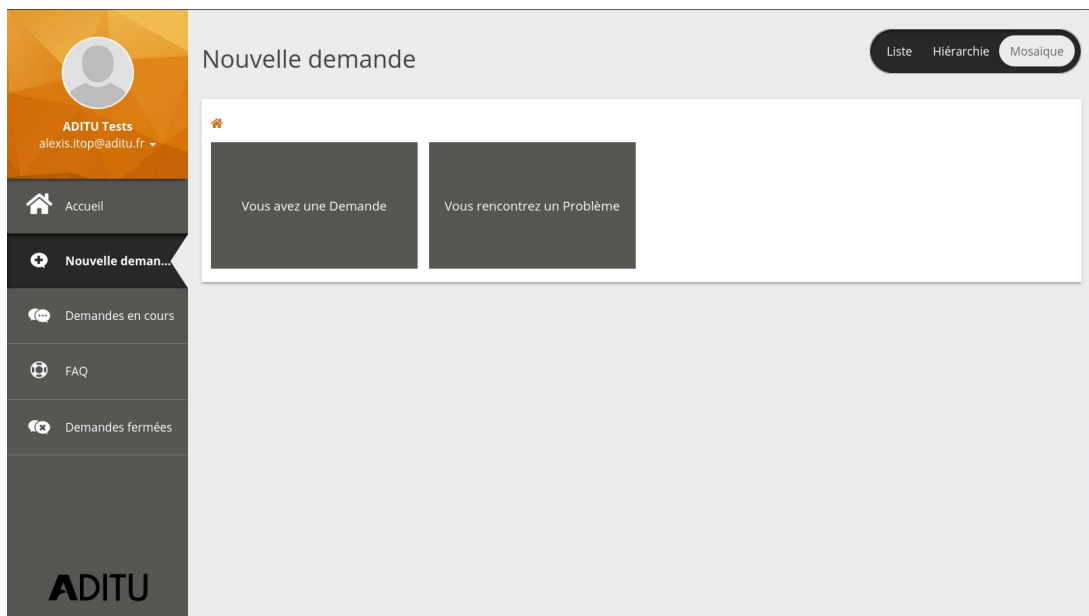 ADITU Tests
alexis.itop@aditu.fr
Accueil
Nouvelle deman...
Demandes en cours
FAQ
Demandes fermées
ADITU
Nouvelle demande
Liste Hiérarchie Mosaïque
Vous avez une Demande
Vous rencontrez un Problème